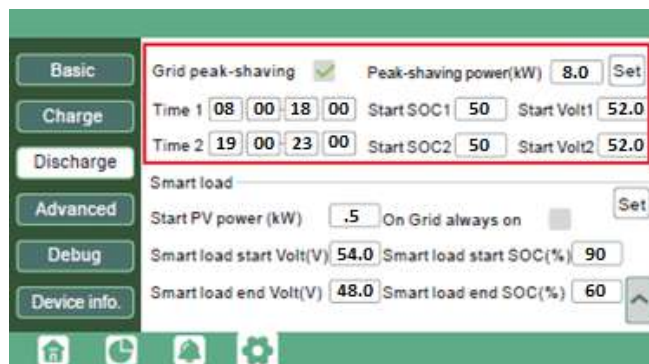 Basic
Charge
Discharge
Advanced
Debug
Device info.
Grid peak-shaving Peak-shaving power(kW) 8.0 Set
Time 1 08 00-18 00 Start SOC1 50 Start Volt1 52.0
Time 2 19 00-23 00 Start SOC2 50 Start Volt2 52.0
Smart load
Start PV power (kW) .5 On Grid always on Set
Smart load start Volt(V) 54.0 Smart load start SOC(%) 90
Smart load end Volt(V) 48.0 Smart load end SOC(%) 60